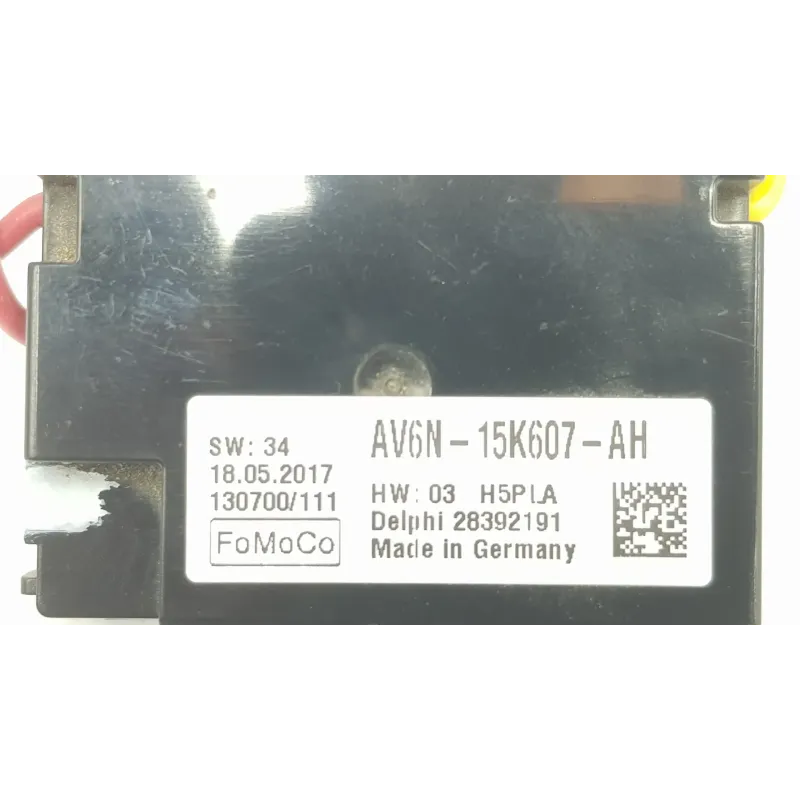 SW: 34
18.05.2017
130700/111
FoMoCo
AV6N-15K607-AH
HW: 03 H5PLA
Delphi 28392191
Made in Germany